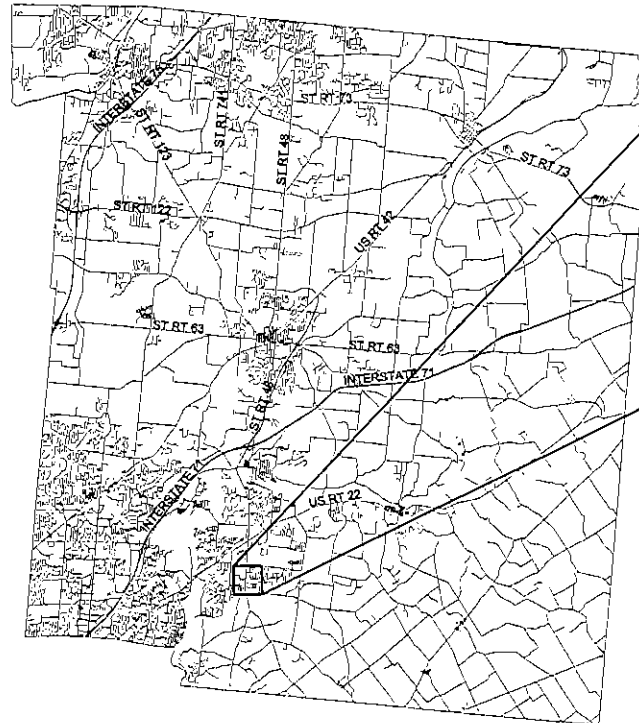 INTERSTATE 75
ST RT 741
ST RT 73
ST RT 123
ST RT 48
ST RT 73
ST RT 122
US RT 42
ST RT 63
ST RT 63
INTERSTATE 71
ST RT 48
INTERSTATE 71
US RT 22